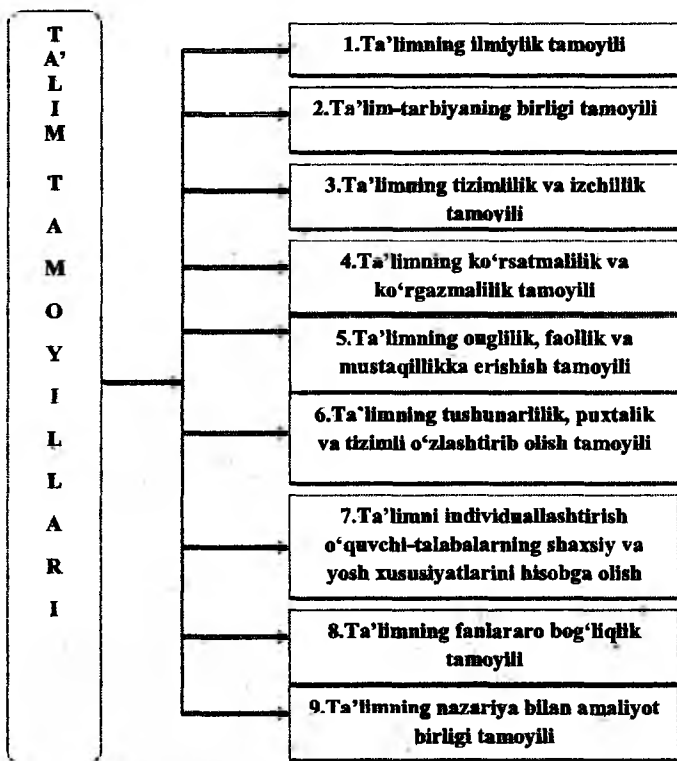 TA’LIM TAMOYILLARI
1.Ta’limning ilmiylik tamoyili
2.Ta’lim-tarbiyaning birligi tamoyili
3.Ta’limning tizimlilik va izchillik
tamoyili
4.Ta’limning ko‘rsatmalilik va
ko‘rgazmalilik tamoyili
5.Ta’limning onglilik, faollik va
mustaqillikka erishish tamoyili
6.Ta’limning tushunarlilik, puxtalik
va tizimli o‘zlashtirib olish tamoyili
7.Ta’limni individuallashtirish
o‘quvchi-talabalarning shaxsiy va
yosh xususiyatlarini hisobga olish
8.Ta’limning fanlararo bog‘liqlik
tamoyili
9.Ta’limning nazariya bilan amaliyot
birligi tamoyili